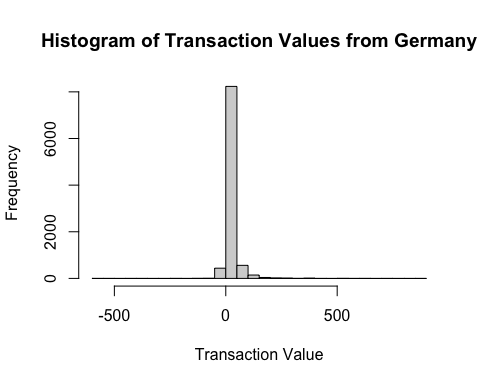 Histogram of Transaction Values from Germany
Frequency
6000
2000
0
-500
0
500
Transaction Value